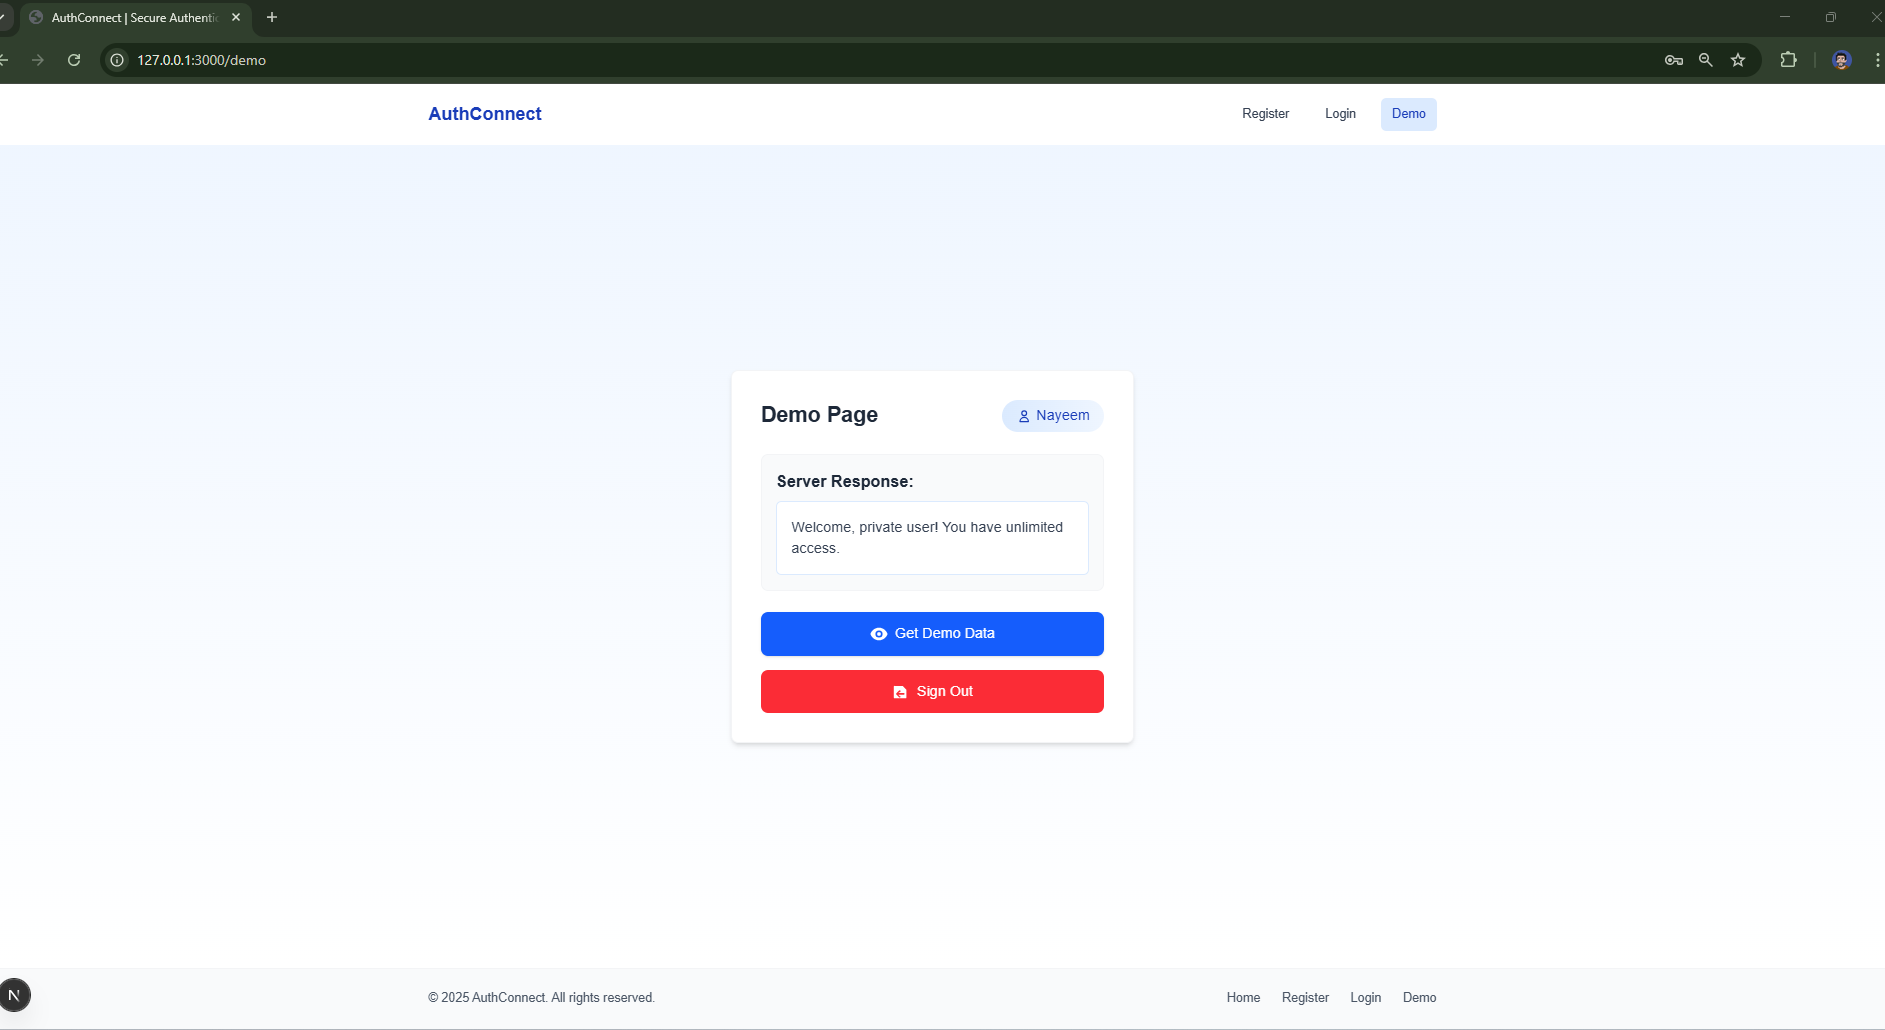 AuthConnect | Secure Authentic
127.0.0.1:3000/demo
AuthConnect
Register
Login
Demo
Demo Page
Nayeem
Server Response:
Welcome, private user! You have unlimited
access.
Get Demo Data
Sign Out
N
© 2025 AuthConnect. All rights reserved.
Home
Register
Login
Demo